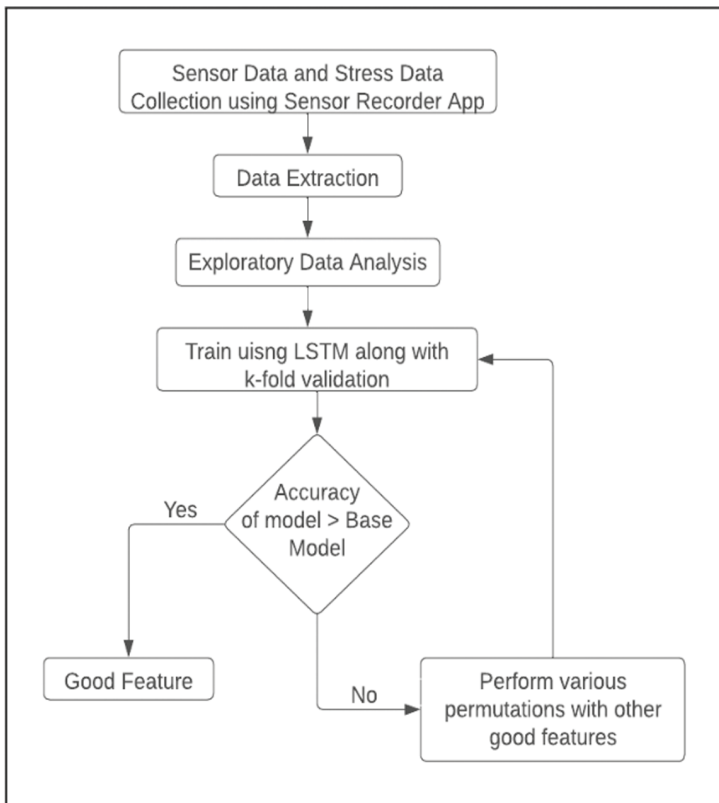 Sensor Data and Stress Data
Collection using Sensor Recorder App
Data Extraction
Exploratory Data Analysis
Train uisng LSTM along with
k-fold validation
Accuracy
of model > Base
Model
Yes
Good Feature
No
Perform various
permutations with other
good features